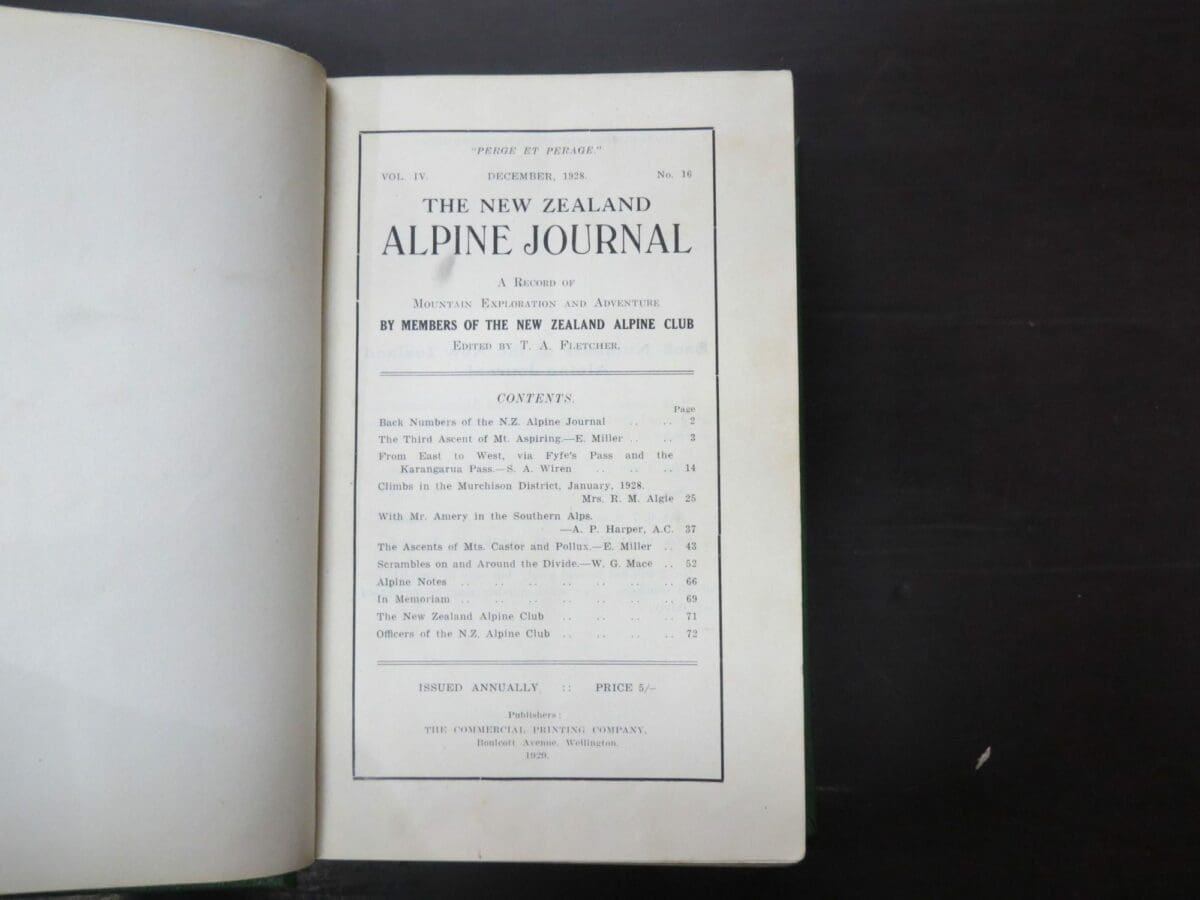 "PERGE ET PERAGE."
VOL. IV. DECEMBER, 1928. No. 16
THE NEW ZEALAND
ALPINE JOURNAL
A RECORD OF
MOUNTAIN EXPLORATION AND ADVENTURE
BY MEMBERS OF THE NEW ZEALAND ALPINE CLUB
EDITED BY T. A. FLETCHER.
CONTENTS.
Page
Back Numbers of the N.Z. Alpine Journal .. .. 2
The Third Ascent of Mt. Aspiring.—E. Miller .. .. 3
From East to West, via Fyfe's Pass and the
Karangarua Pass.—S. A. Wiren .. .. .. 14
Climbs in the Murchison District, January, 1928.
Mrs. R. M. Algie 25
With Mr. Amery in the Southern Alps.
—A. P. Harper, A.C. 37
The Ascents of Mts. Castor and Pollux.—E. Miller .. 43
Scrambles on and Around the Divide.—W. G. Mace .. 52
Alpine Notes .. .. .. .. .. .. .. 66
In Memoriam .. .. .. .. .. .. .. 69
The New Zealand Alpine Club .. .. .. .. 71
Officers of the N.Z. Alpine Club .. .. .. .. 72
ISSUED ANNUALLY :: PRICE 5/-
Publishers:
THE COMMERCIAL PRINTING COMPANY,
Boulcott Avenue, Wellington.
1929.